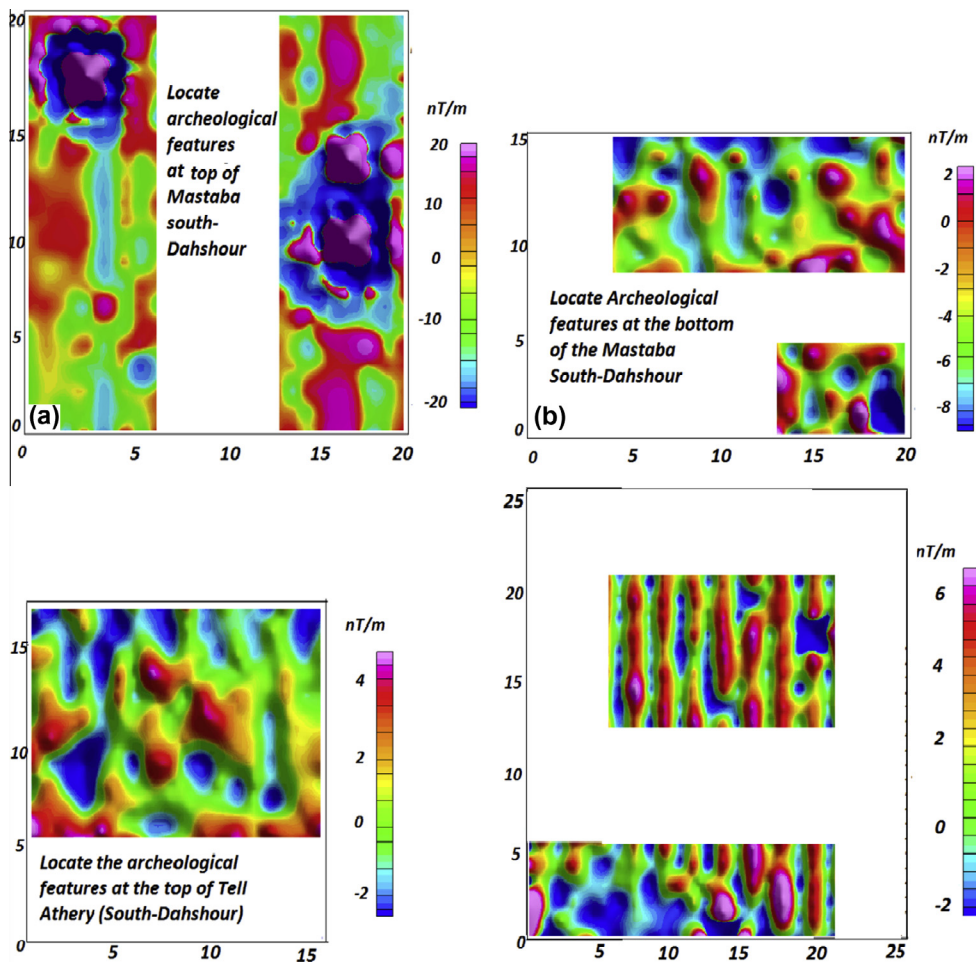 20
15
10
5
0
0
5
10
15
20
(a)
Locate
archeological
features
at top of
Mastaba
south-
Dahshour
nT/m
20
10
0
-10
-20
15
10
5
0
0
5
10
15
20
(b)
Locate Archeological
features at the bottom
of the Mastaba
South-Dahshour
nT/m
2
0
-2
-4
-6
-8
15
10
5
0
5
10
15
Locate the archeological
features at the top of Tell
Athery (South-Dahshour)
nT/m
4
2
0
-2
25
20
15
10
5
0
5
10
15
20
25
nT/m
6
4
2
0
-2